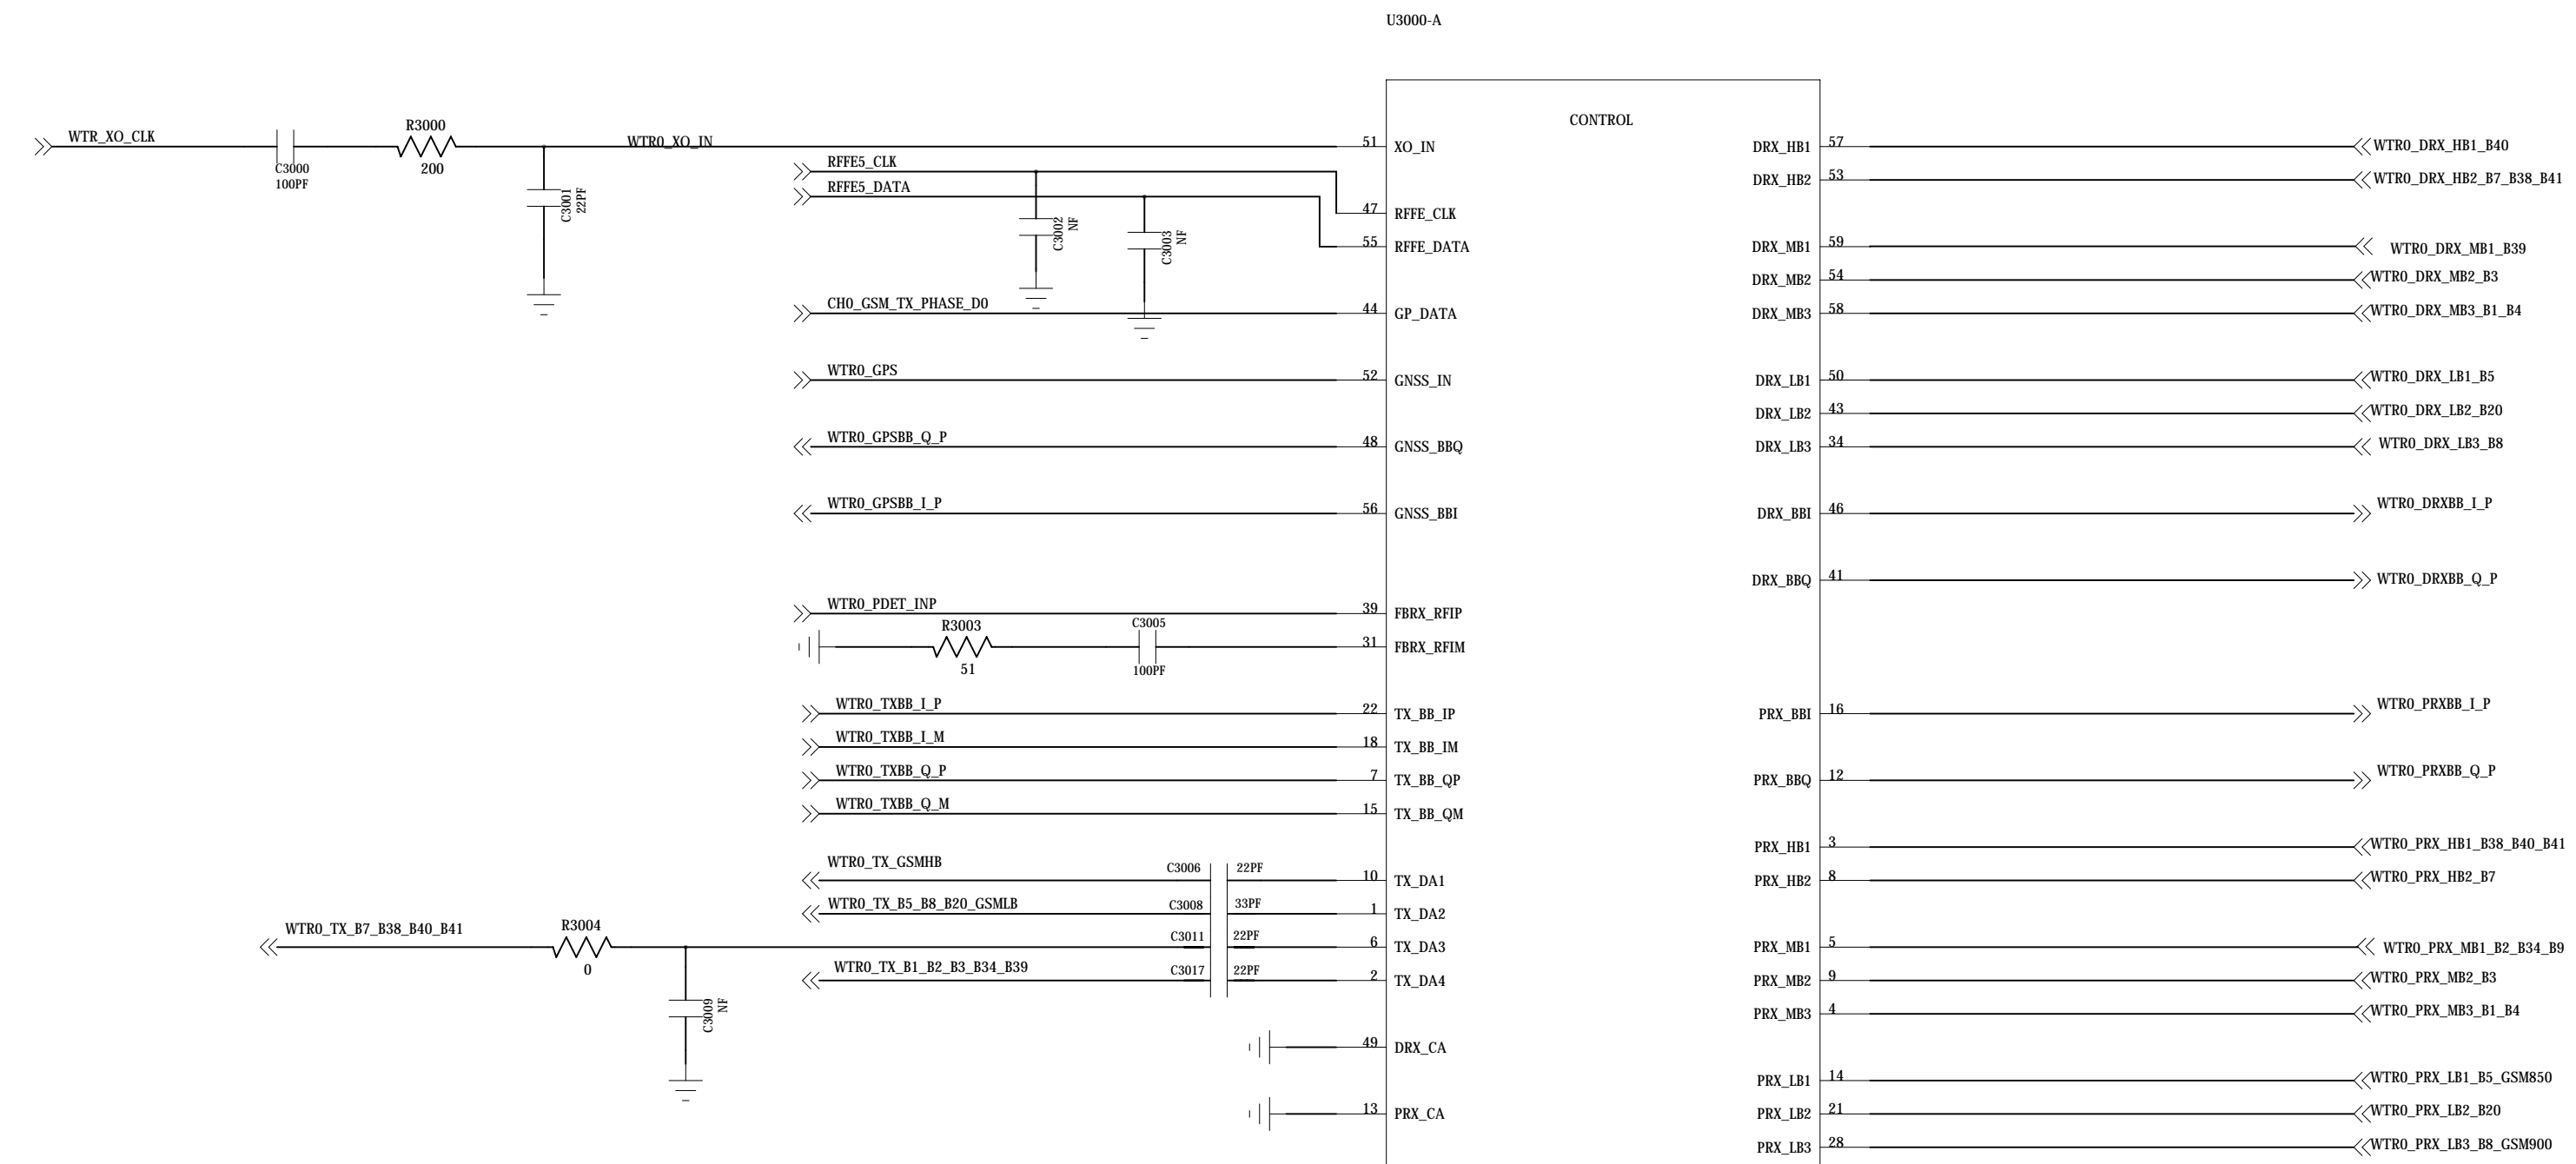 U3000-A
CONTROL
WTR_XO_CLK
C3000
100PF
R3000
200
WTR0_XO_IN
C3001
22PF
51 XO_IN
RFFE5_CLK
RFFE5_DATA
C3002
NF
C3003
NF
47 RFFE_CLK
55 RFFE_DATA
CH0_GSM_TX_PHASE_D0
44 GP_DATA
WTR0_GPS
52 GNSS_IN
WTR0_GPSBB_Q_P
48 GNSS_BBQ
WTR0_GPSBB_I_P
56 GNSS_BBI
WTR0_PDET_INP
39 FBRX_RFIP
R3003
51
C3005
100PF
31 FBRX_RFIM
WTR0_TXBB_I_P
22 TX_BB_IP
WTR0_TXBB_I_M
18 TX_BB_IM
WTR0_TXBB_Q_P
7 TX_BB_QP
WTR0_TXBB_Q_M
15 TX_BB_QM
WTR0_TX_GSMHB
C3006 22PF
10 TX_DA1
WTR0_TX_B5_B8_B20_GSMLB
C3008 33PF
1 TX_DA2
WTR0_TX_B7_B38_B40_B41
R3004
0
C3009
NF
C3011 22PF
6 TX_DA3
WTR0_TX_B1_B2_B3_B34_B39
C3017 22PF
2 TX_DA4
49 DRX_CA
13 PRX_CA
DRX_HB1 57 WTR0_DRX_HB1_B40
DRX_HB2 53 WTR0_DRX_HB2_B7_B38_B41
DRX_MB1 59 WTR0_DRX_MB1_B39
DRX_MB2 54 WTR0_DRX_MB2_B3
DRX_MB3 58 WTR0_DRX_MB3_B1_B4
DRX_LB1 50 WTR0_DRX_LB1_B5
DRX_LB2 43 WTR0_DRX_LB2_B20
DRX_LB3 34 WTR0_DRX_LB3_B8
DRX_BBI 46 WTR0_DRXBB_I_P
DRX_BBQ 41 WTR0_DRXBB_Q_P
PRX_BBI 16 WTR0_PRXBB_I_P
PRX_BBQ 12 WTR0_PRXBB_Q_P
PRX_HB1 3 WTR0_PRX_HB1_B38_B40_B41
PRX_HB2 8 WTR0_PRX_HB2_B7
PRX_MB1 5 WTR0_PRX_MB1_B2_B34_B9
PRX_MB2 9 WTR0_PRX_MB2_B3
PRX_MB3 4 WTR0_PRX_MB3_B1_B4
PRX_LB1 14 WTR0_PRX_LB1_B5_GSM850
PRX_LB2 21 WTR0_PRX_LB2_B20
PRX_LB3 28 WTR0_PRX_LB3_B8_GSM900